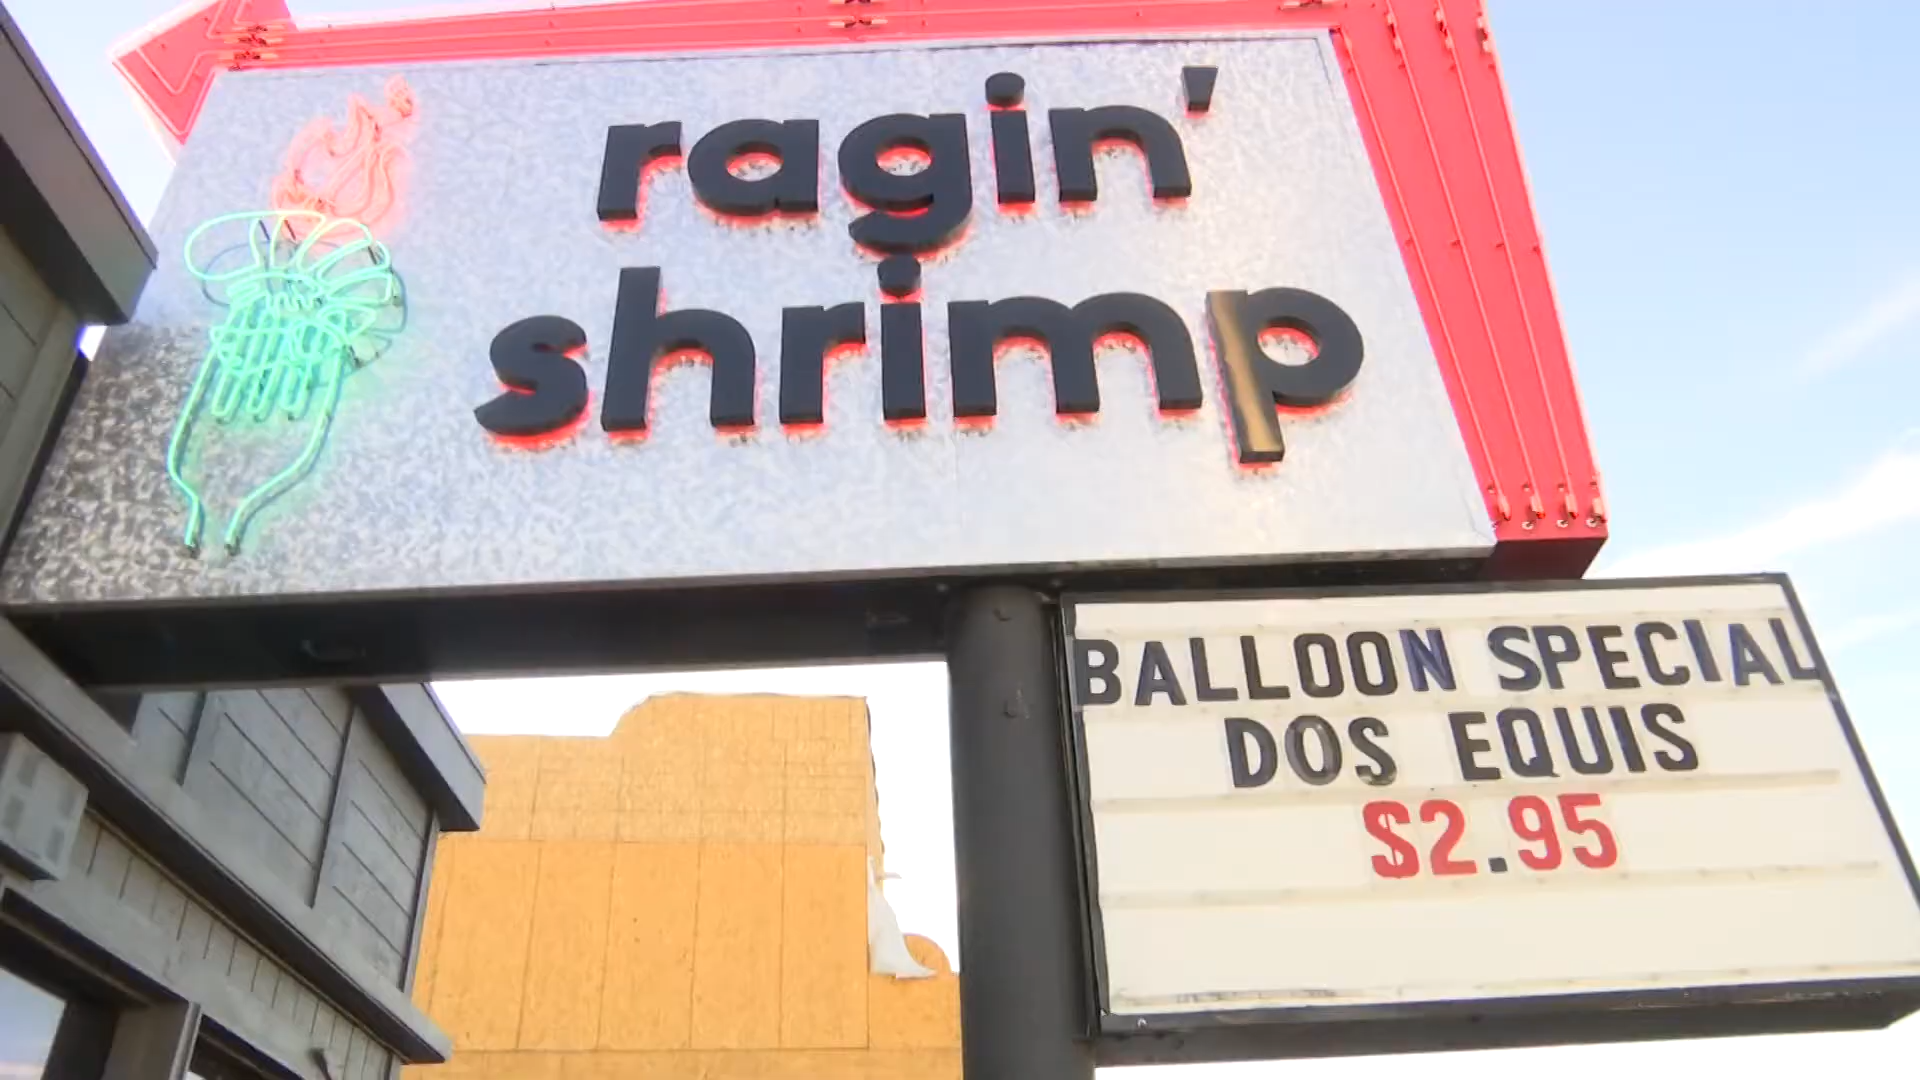 ragin'
shrimp
BALLOON SPECIAL
DOS EQUIS
$2.95